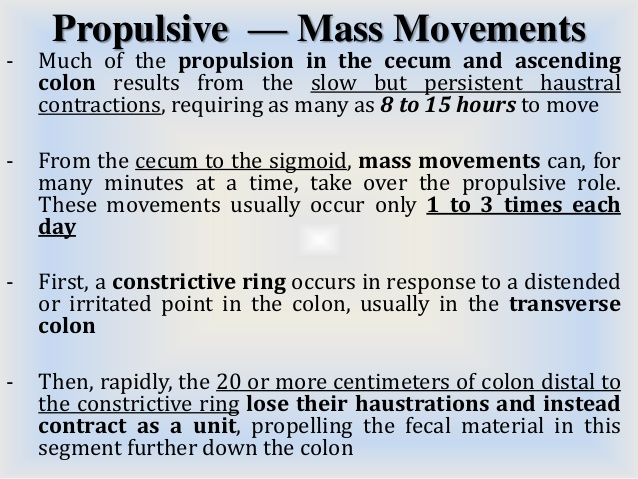 Propulsive — Mass Movements
- Much of the propulsion in the cecum and ascending
colon results from the slow but persistent haustral
contractions, requiring as many as 8 to 15 hours to move
- From the cecum to the sigmoid, mass movements can, for
many minutes at a time, take over the propulsive role.
These movements usually occur only 1 to 3 times each
day
- First, a constrictive ring occurs in response to a distended
or irritated point in the colon, usually in the transverse
colon
- Then, rapidly, the 20 or more centimeters of colon distal to
the constrictive ring lose their haustrations and instead
contract as a unit, propelling the fecal material in this
segment further down the colon